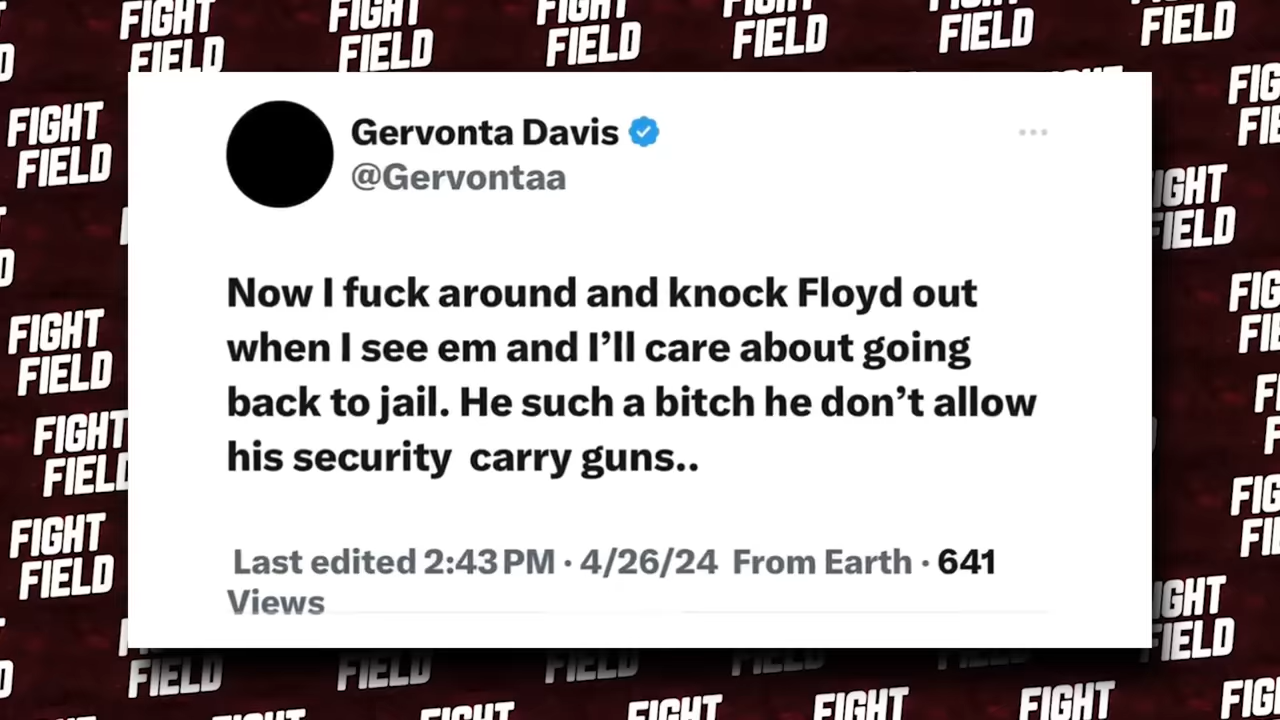 FIGHT FIELD
Gervonta Davis
@Gervontaa
Now I fuck around and knock Floyd out
when I see em and I’ll care about going
back to jail. He such a bitch he don’t allow
his security  carry guns..
Last edited 2:43 PM · 4/26/24  From Earth · 641
Views